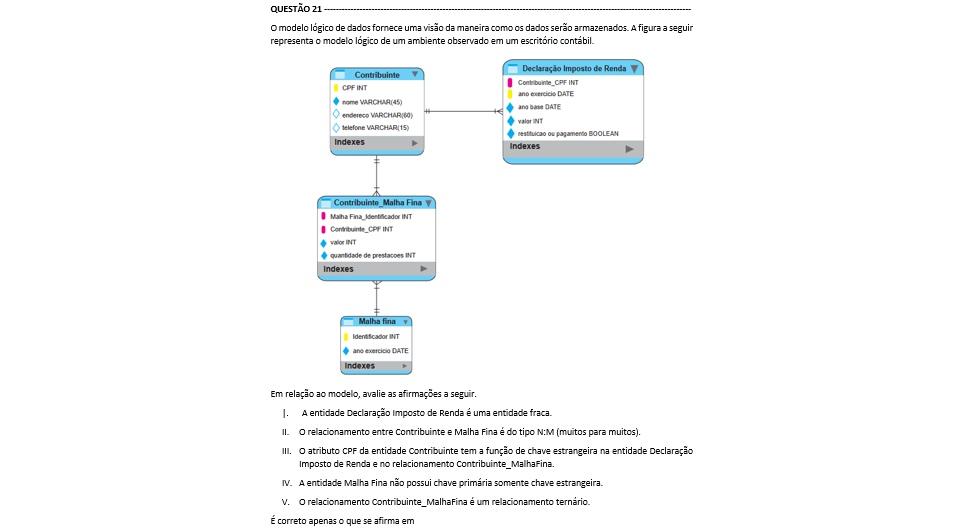 QUESTÃO 21
O modelo lógico de dados fornece uma visão da maneira como os dados serão armazenados. A figura a seguir
representa o modelo lógico de um ambiente observado em um escritório contábil.
Contribuinte
CPF INT
nome VARCHAR(45)
endereco VARCHAR(60)
telefone VARCHAR(15)
Indexes
Declaração Imposto de Renda
Contribuinte_CPF INT
ano exercicio DATE
ano base DATE
valor INT
restituicao ou pagamento BOOLEAN
Indexes
Contribuinte_Malha Fina
Malha Fina_Identificador INT
Contribuinte_CPF INT
valor INT
quantidade de prestacoes INT
Indexes
Malha fina
Identificador INT
ano exercicio DATE
Indexes
Em relação ao modelo, avalie as afirmações a seguir.
|. A entidade Declaração Imposto de Renda é uma entidade fraca.
II. O relacionamento entre Contribuinte e Malha Fina é do tipo N:M (muitos para muitos).
III. O atributo CPF da entidade Contribuinte tem a função de chave estrangeira na entidade Declaração
Imposto de Renda e no relacionamento Contribuinte_MalhaFina.
IV. A entidade Malha Fina não possui chave primária somente chave estrangeira.
V. O relacionamento Contribuinte_MalhaFina é um relacionamento ternário.
É correto apenas o que se afirma em